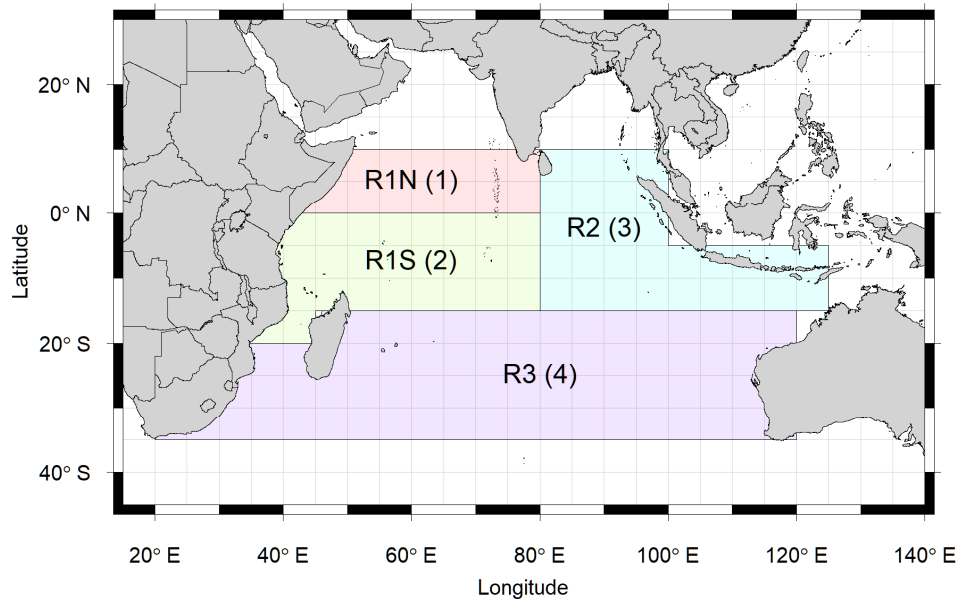 20° N
0° N
20° S
40° S
Latitude
R1N (1)
R1S (2)
R2 (3)
R3 (4)
20° E
40° E
60° E
80° E
100° E
120° E
140° E
Longitude